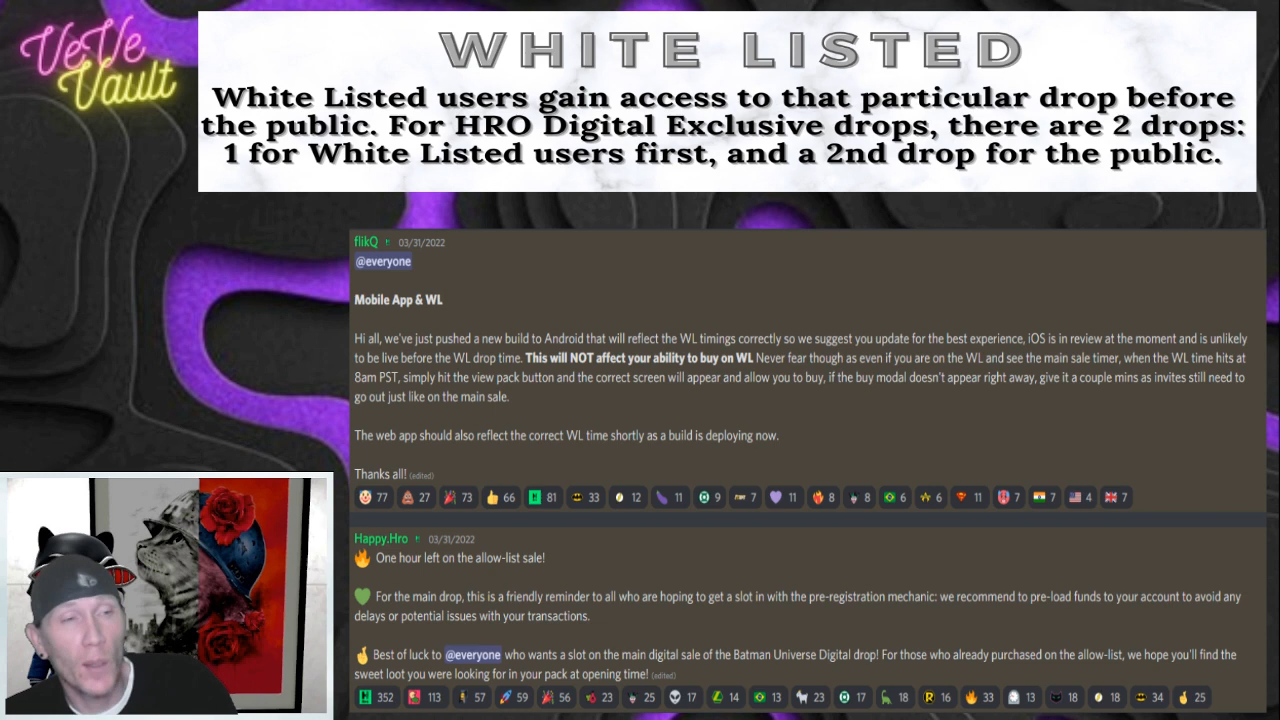 VeVe
Vault
WHITE LISTED
White Listed users gain access to that particular drop before
the public. For HRO Digital Exclusive drops, there are 2 drops:
1 for White Listed users first, and a 2nd drop for the public.
flikQ 03/31/2022
@everyone
Mobile App & WL
Hi all, we've just pushed a new build to Android that will reflect the WL timings correctly so we suggest you update for the best experience, iOS is in review at the moment and is unlikely
to be live before the WL drop time. This will NOT affect your ability to buy on WL Never fear though as even if you are on the WL and see the main sale timer, when the WL time hits at
8am PST, simply hit the view pack button and the correct screen will appear and allow you to buy, if the buy modal doesn't appear right away, give it a couple mins as invites still need to
go out just like on the main sale.
The web app should also reflect the correct WL time shortly as a build is deploying now.
Thanks all! (edited)
77 27 73 66 81 33 12 11 9 7 11 8 8 6 6 11 7 7 4 7
Happy.Hro 03/31/2022
One hour left on the allow-list sale!
For the main drop, this is a friendly reminder to all who are hoping to get a slot in with the pre-registration mechanic: we recommend to pre-load funds to your account to avoid any
delays or potential issues with your transactions.
Best of luck to @everyone who wants a slot on the main digital sale of the Batman Universe Digital drop! For those who already purchased on the allow-list, we hope you'll find the
sweet loot you were looking for in your pack at opening time! (edited)
352 113 57 59 56 23 25 17 14 13 23 17 18 16 33 13 18 18 34 25